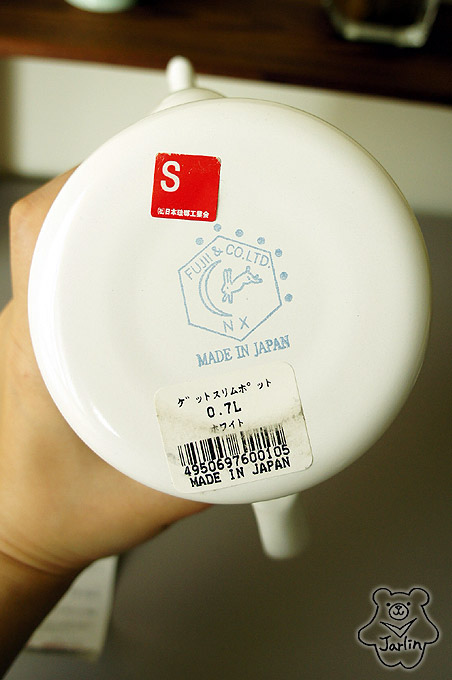 S
(社)日本琺瑯工業会
FUJII & CO.LTD.
NX
MADE IN JAPAN
ゲットスリムポット
0.7L
ホワイト
4950697600105
MADE IN JAPAN
Jarlin